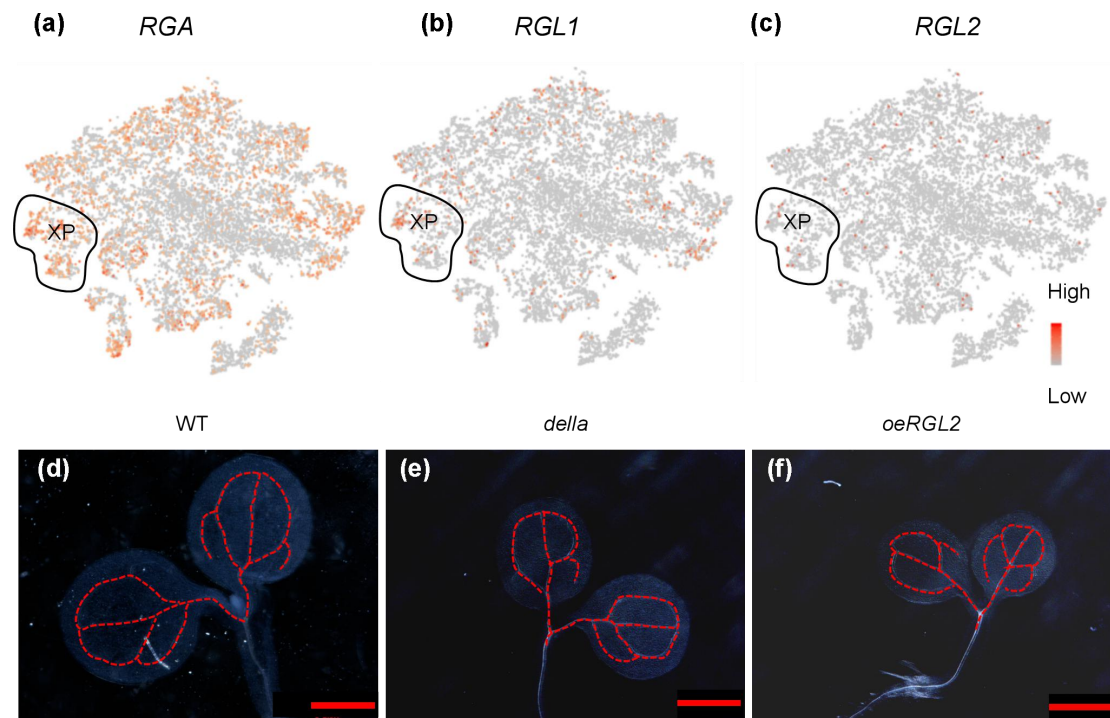 (a) RGA
(b) RGL1
(c) RGL2
XP
XP
XP
High
Low
WT
della
oeRGL2
(d)
(e)
(f)